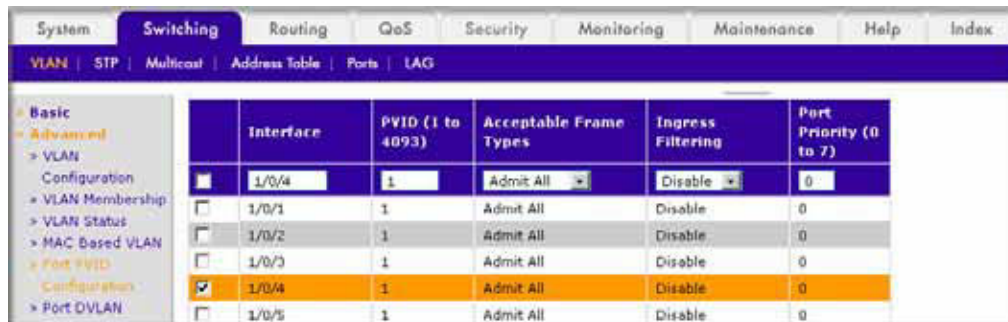 System Switching Routing QoS Security Monitoring Maintenance Help Index
VLAN | STP | Multicast | Address Table | Ports | LAG
Basic
Advanced
» VLAN
Configuration
» VLAN Membership
» VLAN Status
» MAC Based VLAN
» Port PVID
Configuration
» Port DVLAN
Interface PVID (1 to 4093) Acceptable Frame Types Ingress Filtering Port Priority (0 to 7)
1/0/4 1 Admit All Disable 0
1/0/1 1 Admit All Disable 0
1/0/2 1 Admit All Disable 0
1/0/3 1 Admit All Disable 0
1/0/4 1 Admit All Disable 0
1/0/5 1 Admit All Disable 0